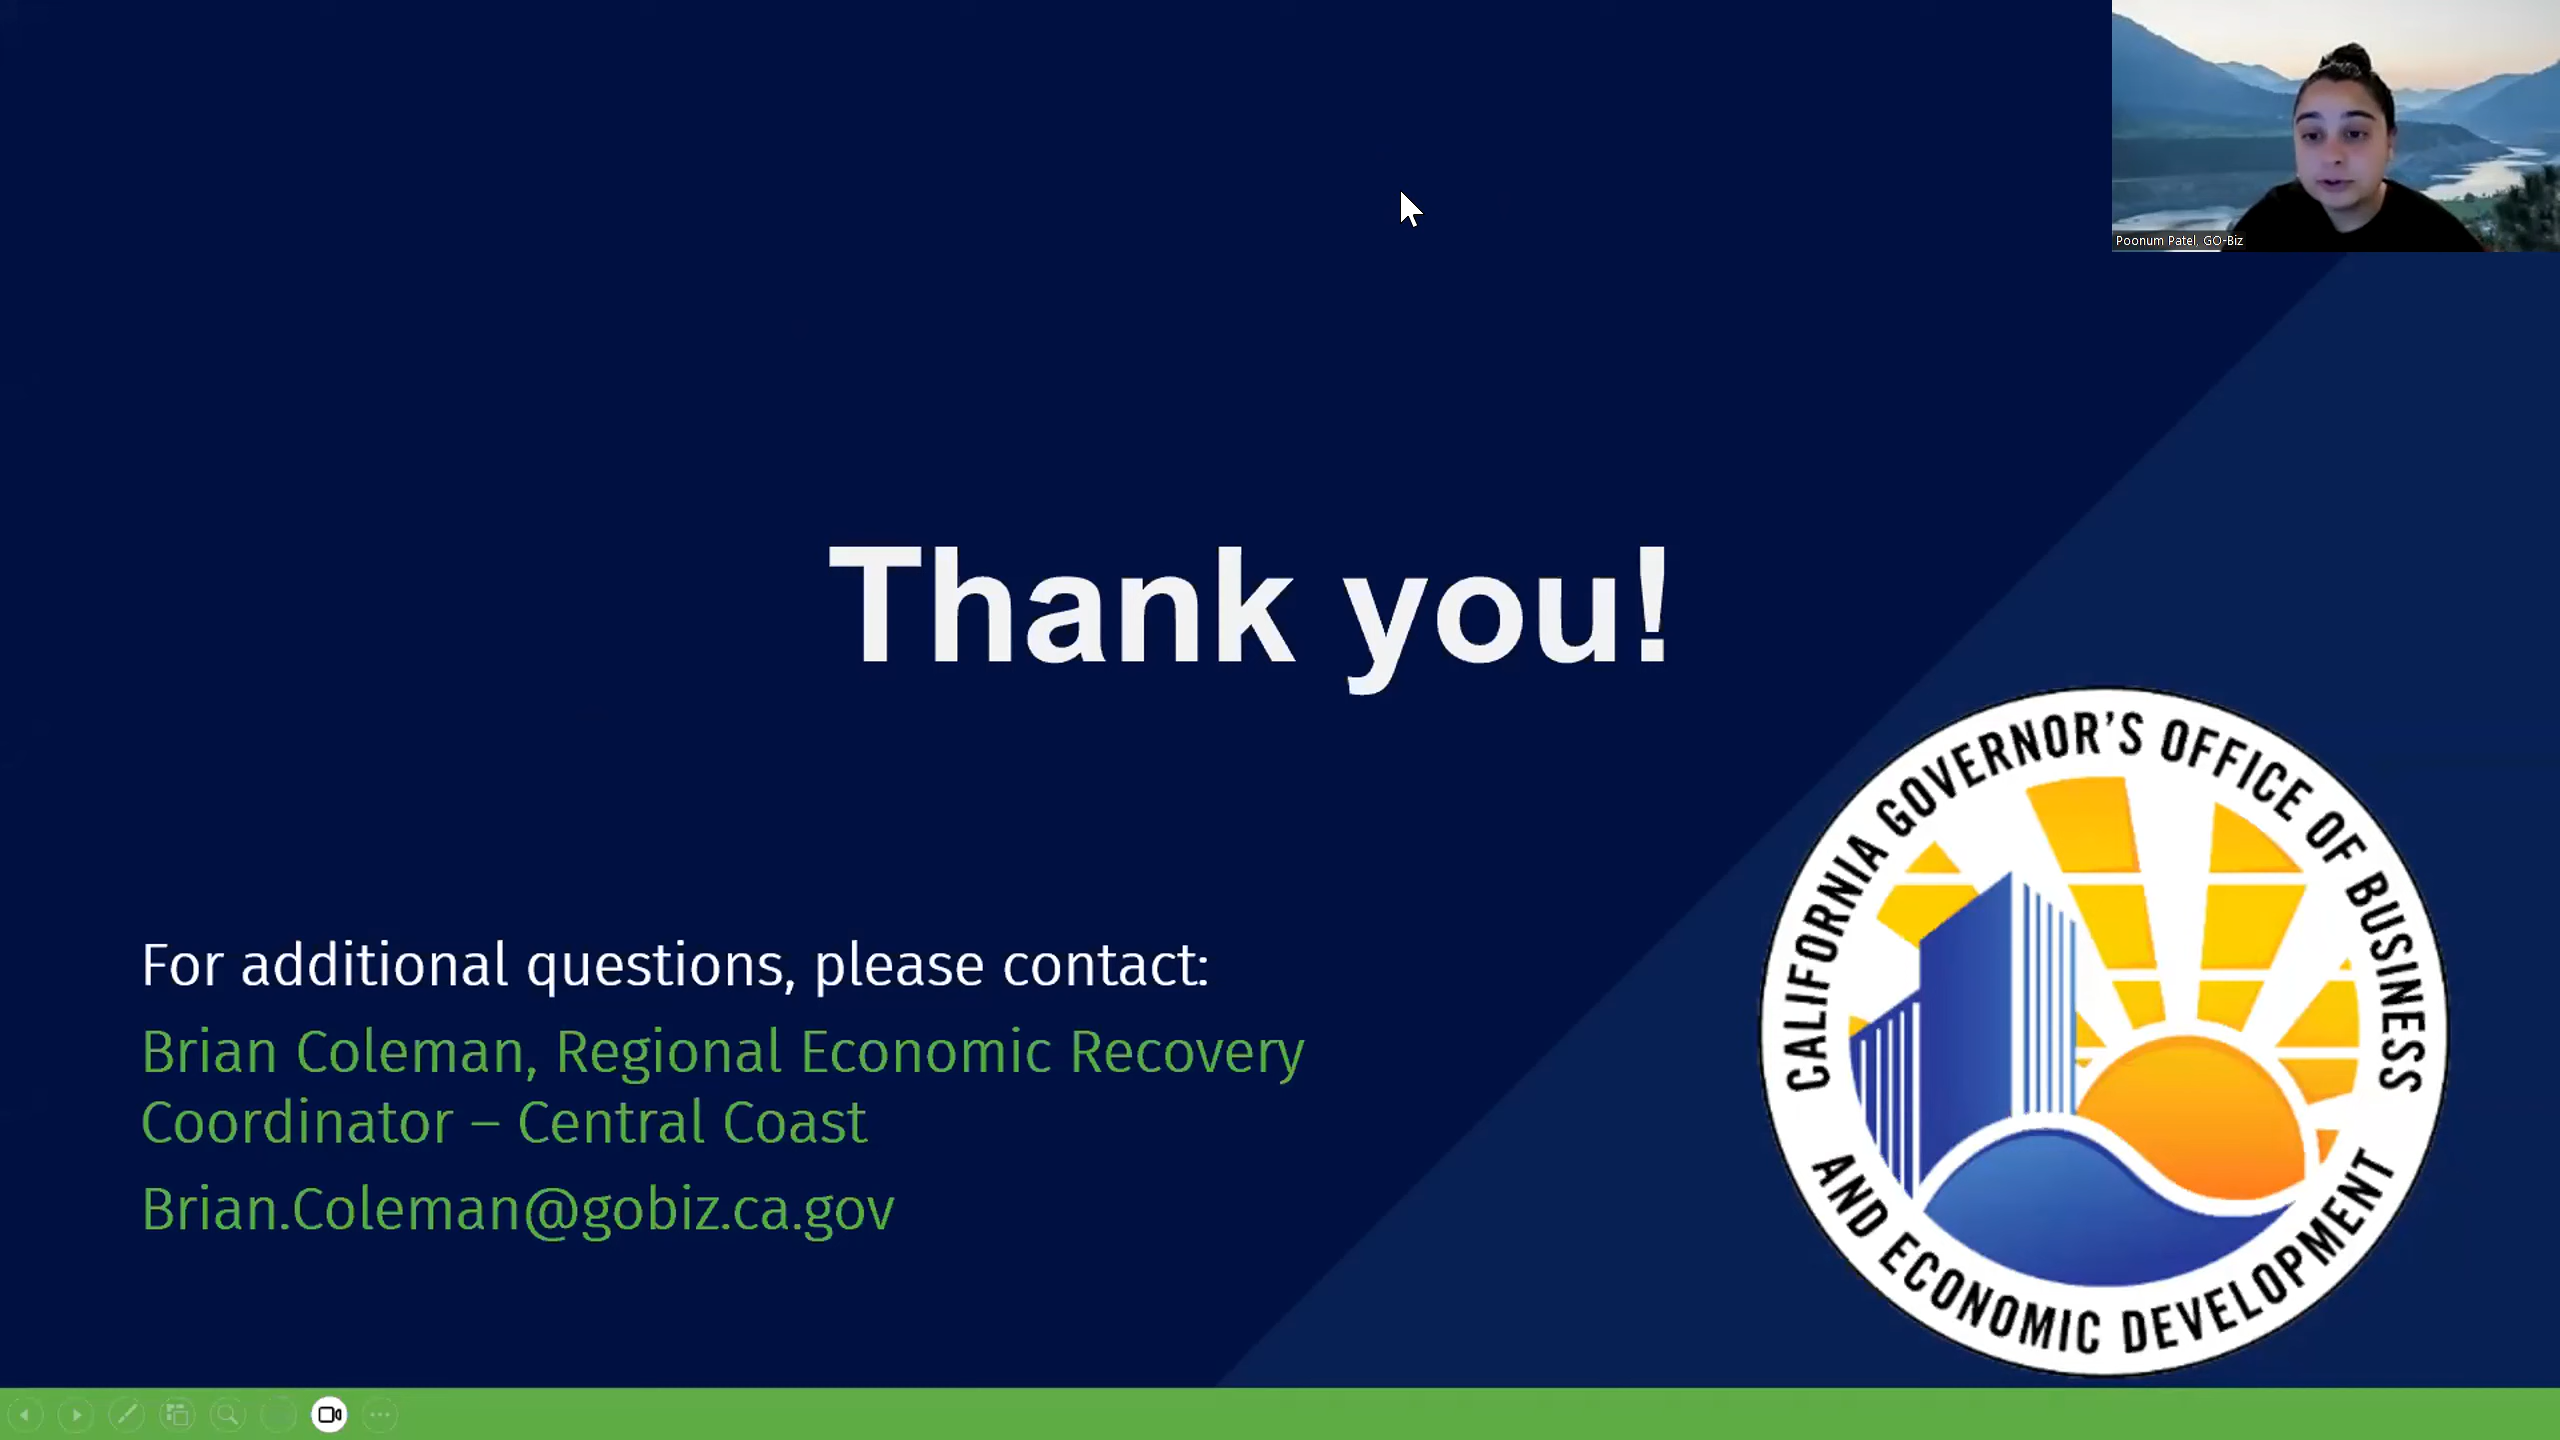 Poonum Patel, GO-Biz
Thank you!
For additional questions, please contact:
Brian Coleman, Regional Economic Recovery
Coordinator – Central Coast
Brian.Coleman@gobiz.ca.gov
CALIFORNIA GOVERNOR'S OFFICE OF BUSINESS
AND ECONOMIC DEVELOPMENT